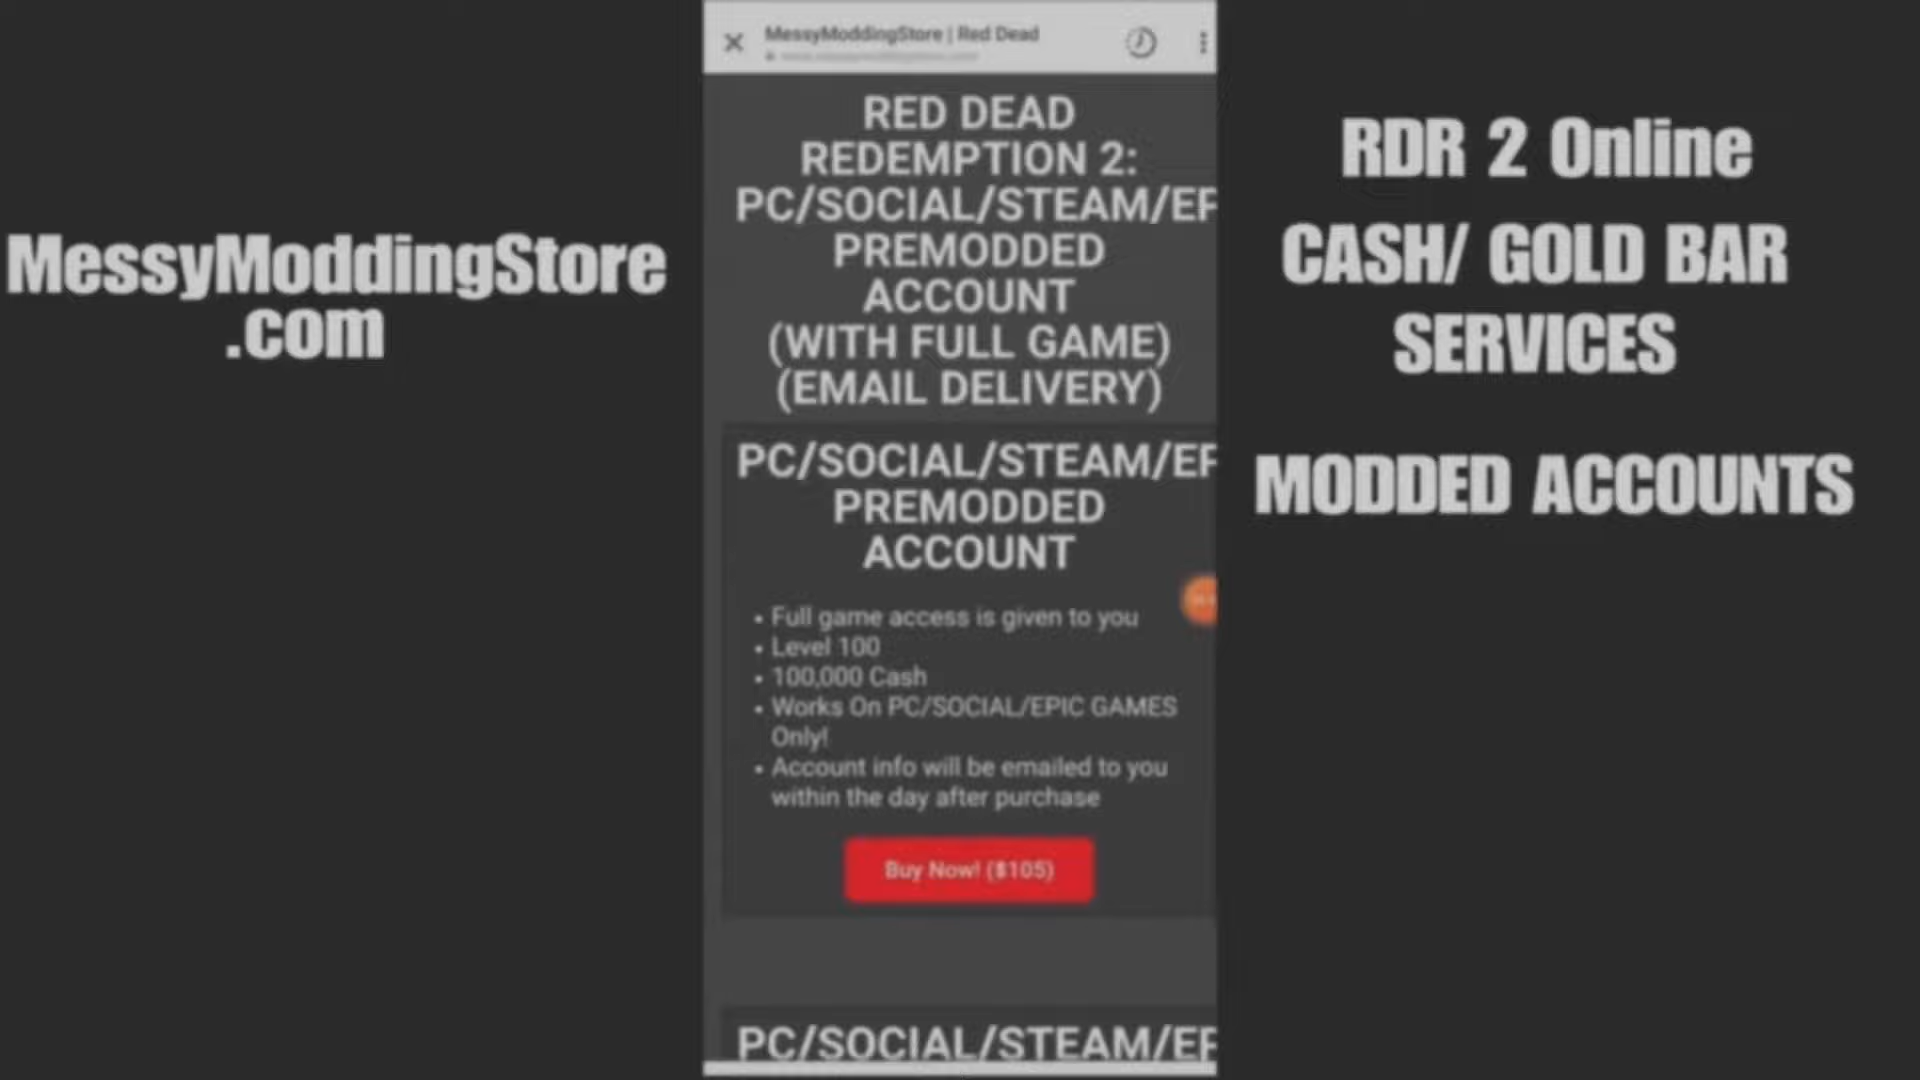 MessyModdingStore
.com
MessyModdingStore | Red Dead
RED DEAD
REDEMPTION 2:
PC/SOCIAL/STEAM/EP
PREMODDED
ACCOUNT
(WITH FULL GAME)
(EMAIL DELIVERY)
PC/SOCIAL/STEAM/EP
PREMODDED
ACCOUNT
• Full game access is given to you
• Level 100
• 100,000 Cash
• Works On PC/SOCIAL/EPIC GAMES
Only!
• Account info will be emailed to you
within the day after purchase
Buy Now! ($105)
PC/SOCIAL/STEAM/EP
RDR 2 Online
CASH/ GOLD BAR
SERVICES
MODDED ACCOUNTS